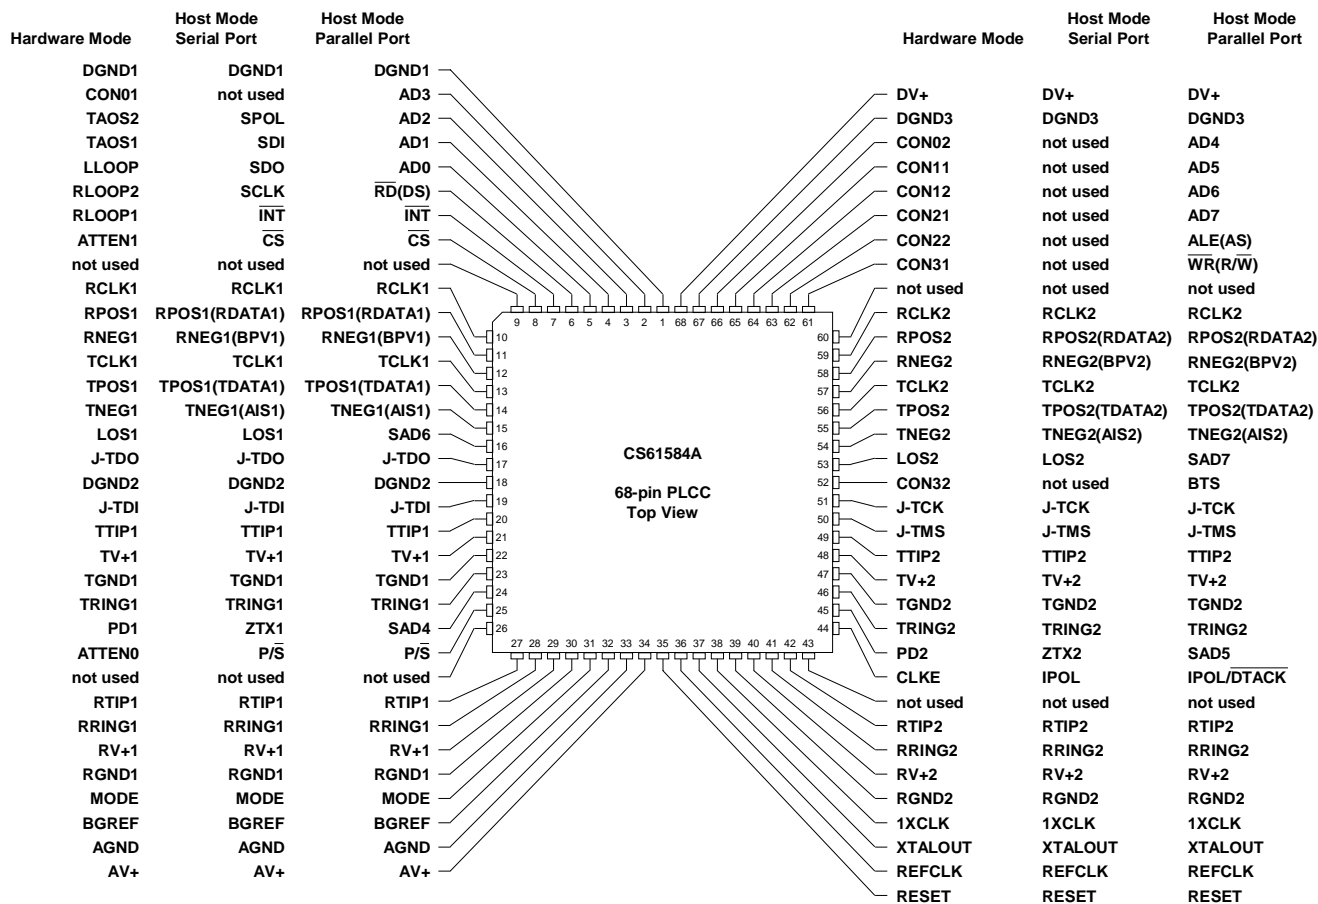 Hardware Mode Host Mode Serial Port Host Mode Parallel Port
DGND1 DGND1 DGND1
CON01 not used AD3
TAOS2 SPOL AD2
TAOS1 SDI AD1
LLOOP SDO AD0
RLOOP2 SCLK R̅D̅(DS)
RLOOP1 I̅N̅T̅ I̅N̅T̅
ATTEN1 C̅S̅ C̅S̅
not used not used not used
RCLK1 RCLK1 RCLK1
RPOS1 RPOS1(RDATA1) RPOS1(RDATA1)
RNEG1 RNEG1(BPV1) RNEG1(BPV1)
TCLK1 TCLK1 TCLK1
TPOS1 TPOS1(TDATA1) TPOS1(TDATA1)
TNEG1 TNEG1(AIS1) TNEG1(AIS1)
LOS1 LOS1 SAD6
J-TDO J-TDO J-TDO
DGND2 DGND2 DGND2
J-TDI J-TDI J-TDI
TTIP1 TTIP1 TTIP1
TV+1 TV+1 TV+1
TGND1 TGND1 TGND1
TRING1 TRING1 TRING1
PD1 ZTX1 SAD4
ATTEN0 P/S̅ P/S̅
not used not used not used
RTIP1 RTIP1 RTIP1
RRING1 RRING1 RRING1
RV+1 RV+1 RV+1
RGND1 RGND1 RGND1
MODE MODE MODE
BGREF BGREF BGREF
AGND AGND AGND
AV+ AV+ AV+
9 8 7 6 5 4 3 2 1 68 67 66 65 64 63 62 61
10
11
12
13
14
15
16
17
18
19
20
21
22
23
24
25
26
CS61584A
68-pin PLCC
Top View
60
59
58
57
56
55
54
53
52
51
50
49
48
47
46
45
44
27 28 29 30 31 32 33 34 35 36 37 38 39 40 41 42 43
Hardware Mode Host Mode Serial Port Host Mode Parallel Port
DV+ DV+ DV+
DGND3 DGND3 DGND3
CON02 not used AD4
CON11 not used AD5
CON12 not used AD6
CON21 not used AD7
CON22 not used ALE(AS)
CON31 not used W̅R̅(R/W̅)
not used not used not used
RCLK2 RCLK2 RCLK2
RPOS2 RPOS2(RDATA2) RPOS2(RDATA2)
RNEG2 RNEG2(BPV2) RNEG2(BPV2)
TCLK2 TCLK2 TCLK2
TPOS2 TPOS2(TDATA2) TPOS2(TDATA2)
TNEG2 TNEG2(AIS2) TNEG2(AIS2)
LOS2 LOS2 SAD7
CON32 not used BTS
J-TCK J-TCK J-TCK
J-TMS J-TMS J-TMS
TTIP2 TTIP2 TTIP2
TV+2 TV+2 TV+2
TGND2 TGND2 TGND2
TRING2 TRING2 TRING2
PD2 ZTX2 SAD5
CLKE IPOL IPOL/D̅T̅A̅C̅K̅
not used not used not used
RTIP2 RTIP2 RTIP2
RRING2 RRING2 RRING2
RV+2 RV+2 RV+2
RGND2 RGND2 RGND2
1XCLK 1XCLK 1XCLK
XTALOUT XTALOUT XTALOUT
REFCLK REFCLK REFCLK
RESET RESET RESET